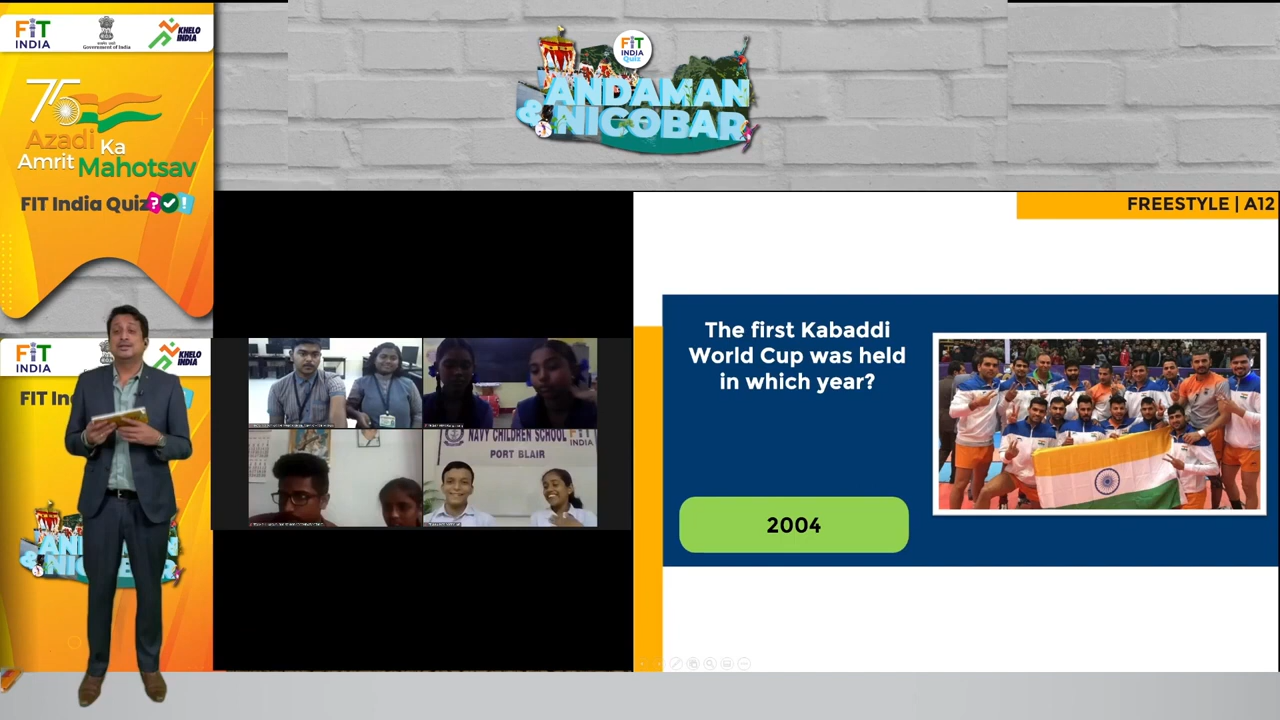 FiT
INDIA
Government of India
KHELO
INDIA
FiT
INDIA
Quiz
ANDAMAN
& NICOBAR
75
Azadi
Ka
Amrit
Mahotsav
FIT India Quiz ? !
FREESTYLE | A12
The first Kabaddi
World Cup was held
in which year?
2004
NAVY CHILDREN SCHOOL
PORT BLAIR
FiT
INDIA
FiT
INDIA
KHELO
INDIA
FIT In